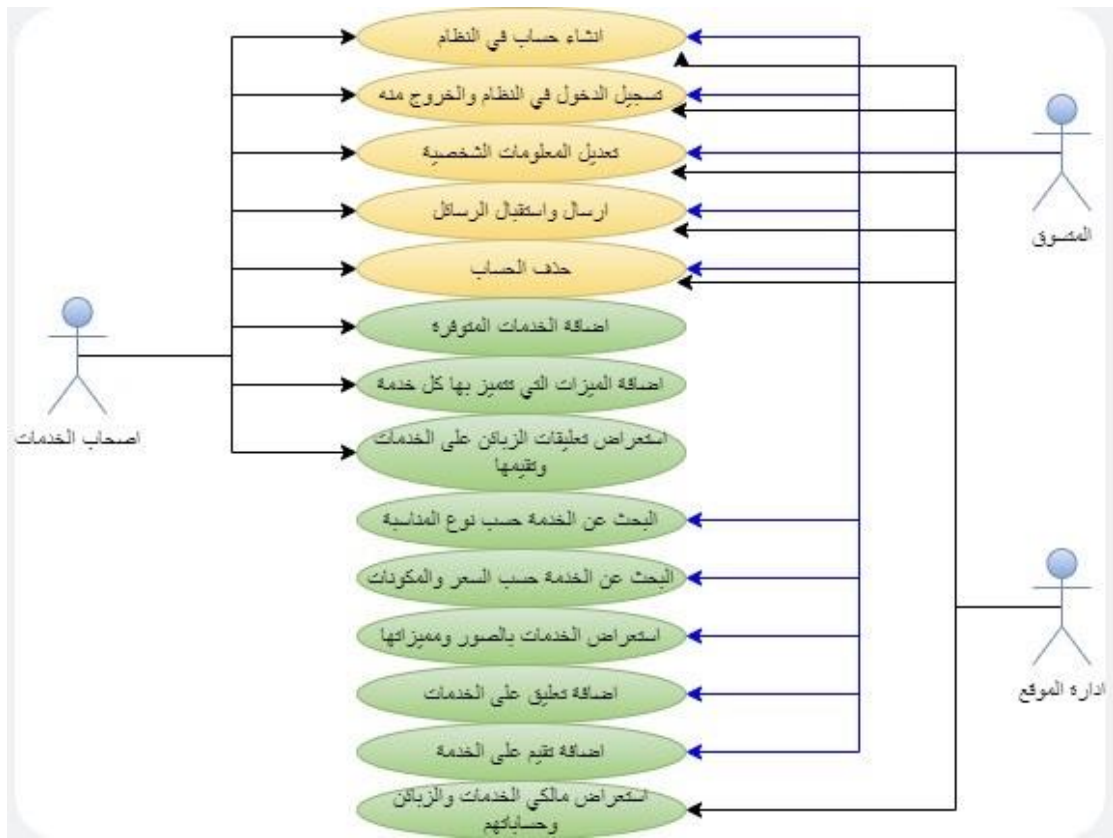 انشاء حساب في النظام
تسجيل الدخول في النظام والخروج منه
تعديل المعلومات الشخصية
ارسال واستقبال الرسائل
حذف الحساب
اضافة الخدمات المتوفرة
اضافة الميزات التي تتميز بها كل خدمة
استعراض تعليقات الزبائن على الخدمات
وتقيمها
البحث عن الخدمة حسب نوع المناسبة
البحث عن الخدمة حسب السعر والمكونات
استعراض الخدمات بالصور ومميزاتها
اضافة تعليق على الخدمات
اضافة تقيم على الخدمة
استعراض مالكي الخدمات والزبائن
وحساباتهم
المتسوق
اصحاب الخدمات
ادارة الموقع